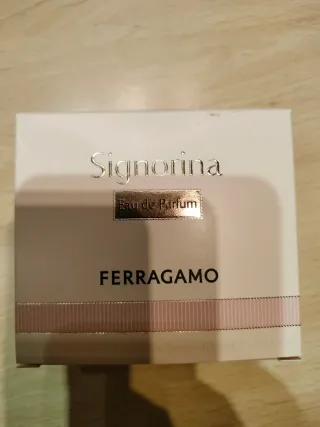 Signorina
Eau de Parfum
FERRAGAMO